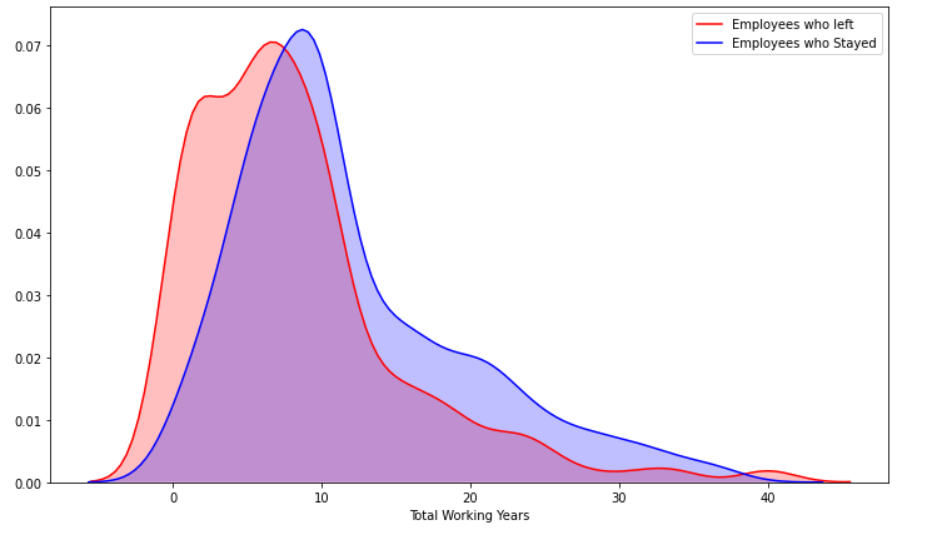 Employees who left
Employees who Stayed
0.07
0.06
0.05
0.04
0.03
0.02
0.01
0.00
0 10 20 30 40
Total Working Years